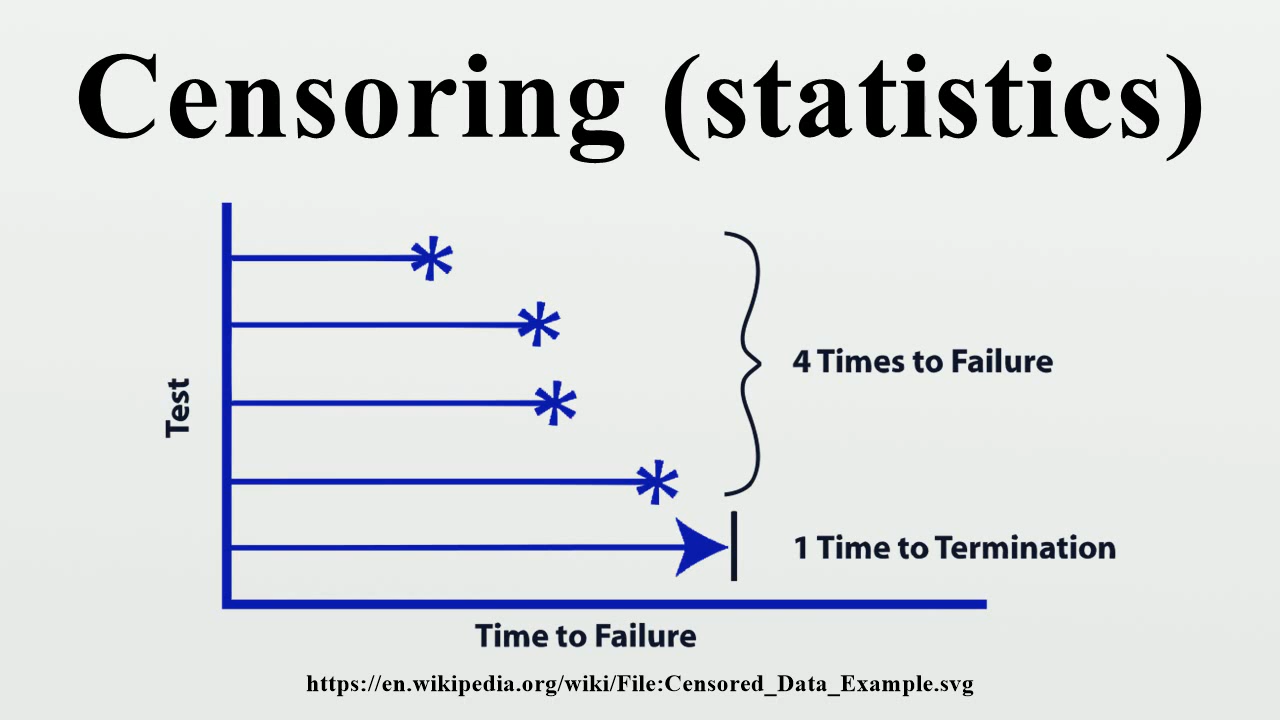 Censoring (statistics)
4 Times to Failure
Test
1 Time to Termination
Time to Failure
https://en.wikipedia.org/wiki/File:Censored_Data_Example.svg